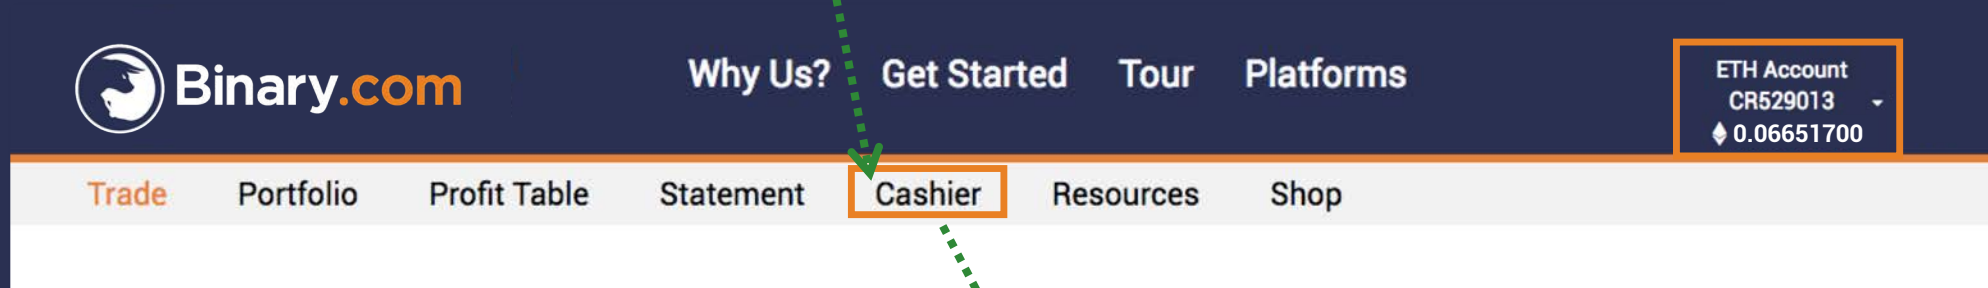 Binary.com
Why Us? Get Started Tour Platforms
ETH Account
CR529013
0.06651700
Trade Portfolio Profit Table Statement Cashier Resources Shop